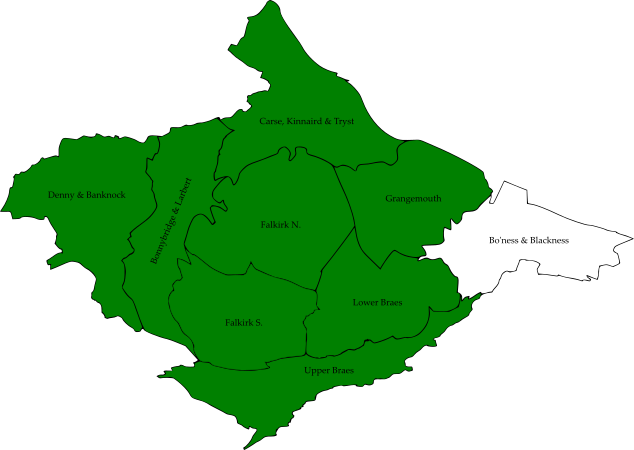 Carse, Kinnaird & Tryst
Denny & Banknock
Bonnybridge & Larbert
Grangemouth
Falkirk N.
Bo'ness & Blackness
Lower Braes
Falkirk S.
Upper Braes